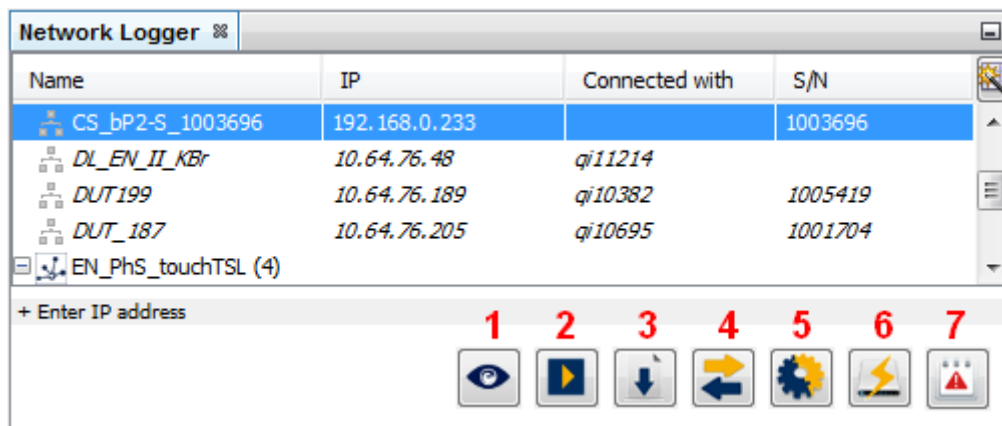 Network Logger
Name IP Connected with S/N
CS_bP2-S_1003696 192.168.0.233 1003696
DL_EN_II_KBr 10.64.76.48 qi11214
DUT199 10.64.76.189 qi10382 1005419
DUT_187 10.64.76.205 qi10695 1001704
EN_PhS_touchTSL (4)
+ Enter IP address
1 2 3 4 5 6 7